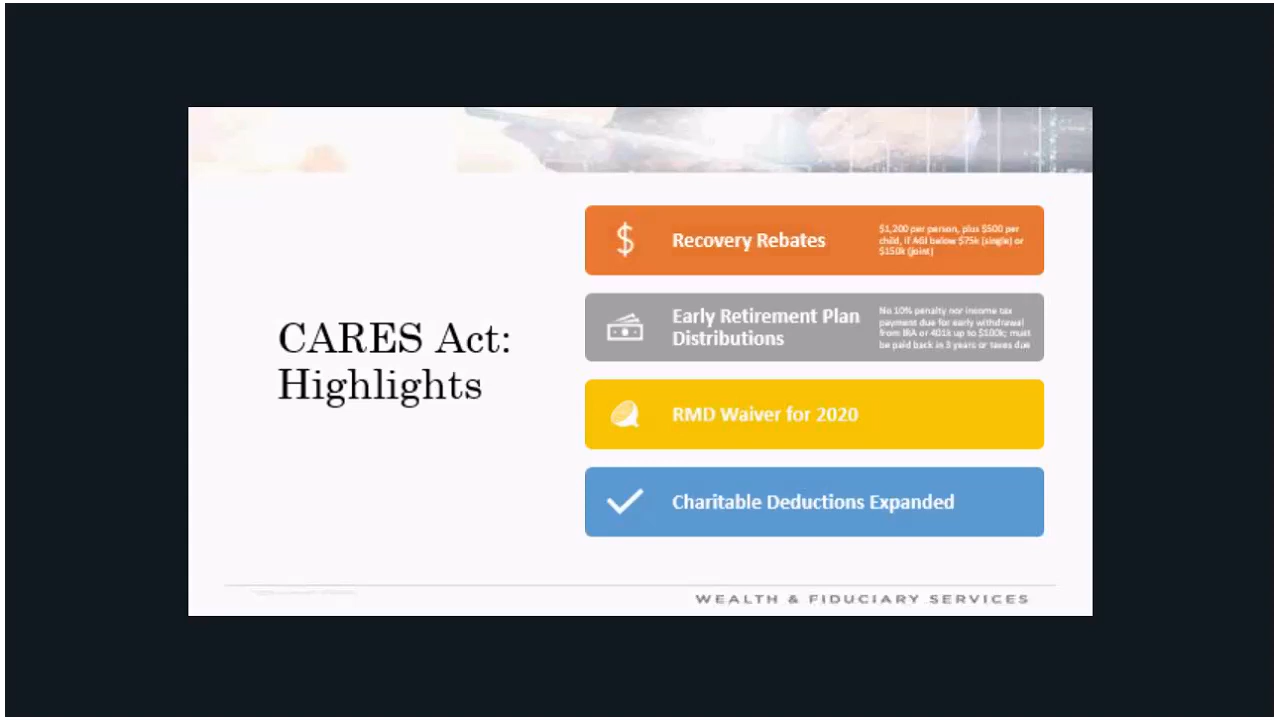 CARES Act:
Highlights
Recovery Rebates
$1,200 per person, plus $500 per
child, if AGI below $75k (single) or
$150k (joint)
Early Retirement Plan
Distributions
No 10% penalty nor income tax
payment due for early withdrawal
from IRA or 401k up to $100k; must
be paid back in 3 years or taxes due
RMD Waiver for 2020
Charitable Deductions Expanded
WEALTH & FIDUCIARY SERVICES